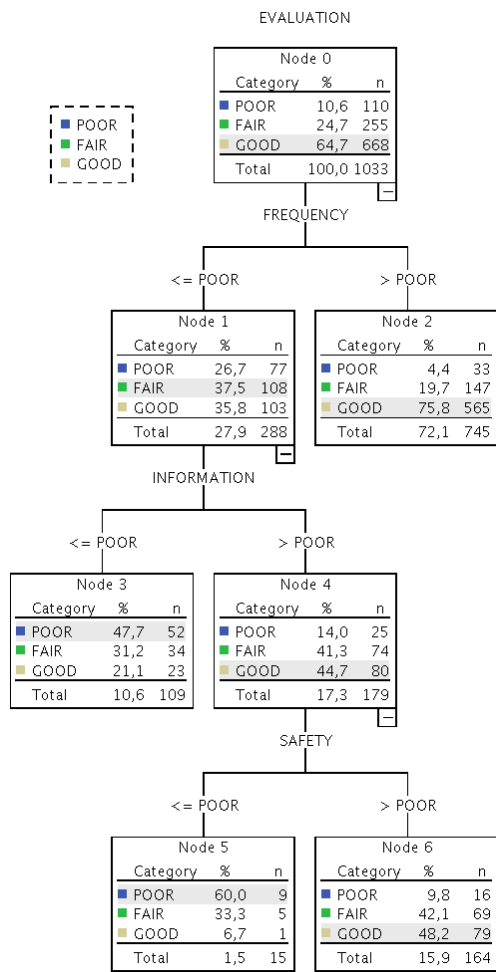 EVALUATION
Node 0
Category % n
POOR 10,6 110
FAIR 24,7 255
GOOD 64,7 668
Total 100,0 1033
POOR
FAIR
GOOD
FREQUENCY
<= POOR > POOR
Node 1
Category % n
POOR 26,7 77
FAIR 37,5 108
GOOD 35,8 103
Total 27,9 288
Node 2
Category % n
POOR 4,4 33
FAIR 19,7 147
GOOD 75,8 565
Total 72,1 745
INFORMATION
<= POOR > POOR
Node 3
Category % n
POOR 47,7 52
FAIR 31,2 34
GOOD 21,1 23
Total 10,6 109
Node 4
Category % n
POOR 14,0 25
FAIR 41,3 74
GOOD 44,7 80
Total 17,3 179
SAFETY
<= POOR > POOR
Node 5
Category % n
POOR 60,0 9
FAIR 33,3 5
GOOD 6,7 1
Total 1,5 15
Node 6
Category % n
POOR 9,8 16
FAIR 42,1 69
GOOD 48,2 79
Total 15,9 164